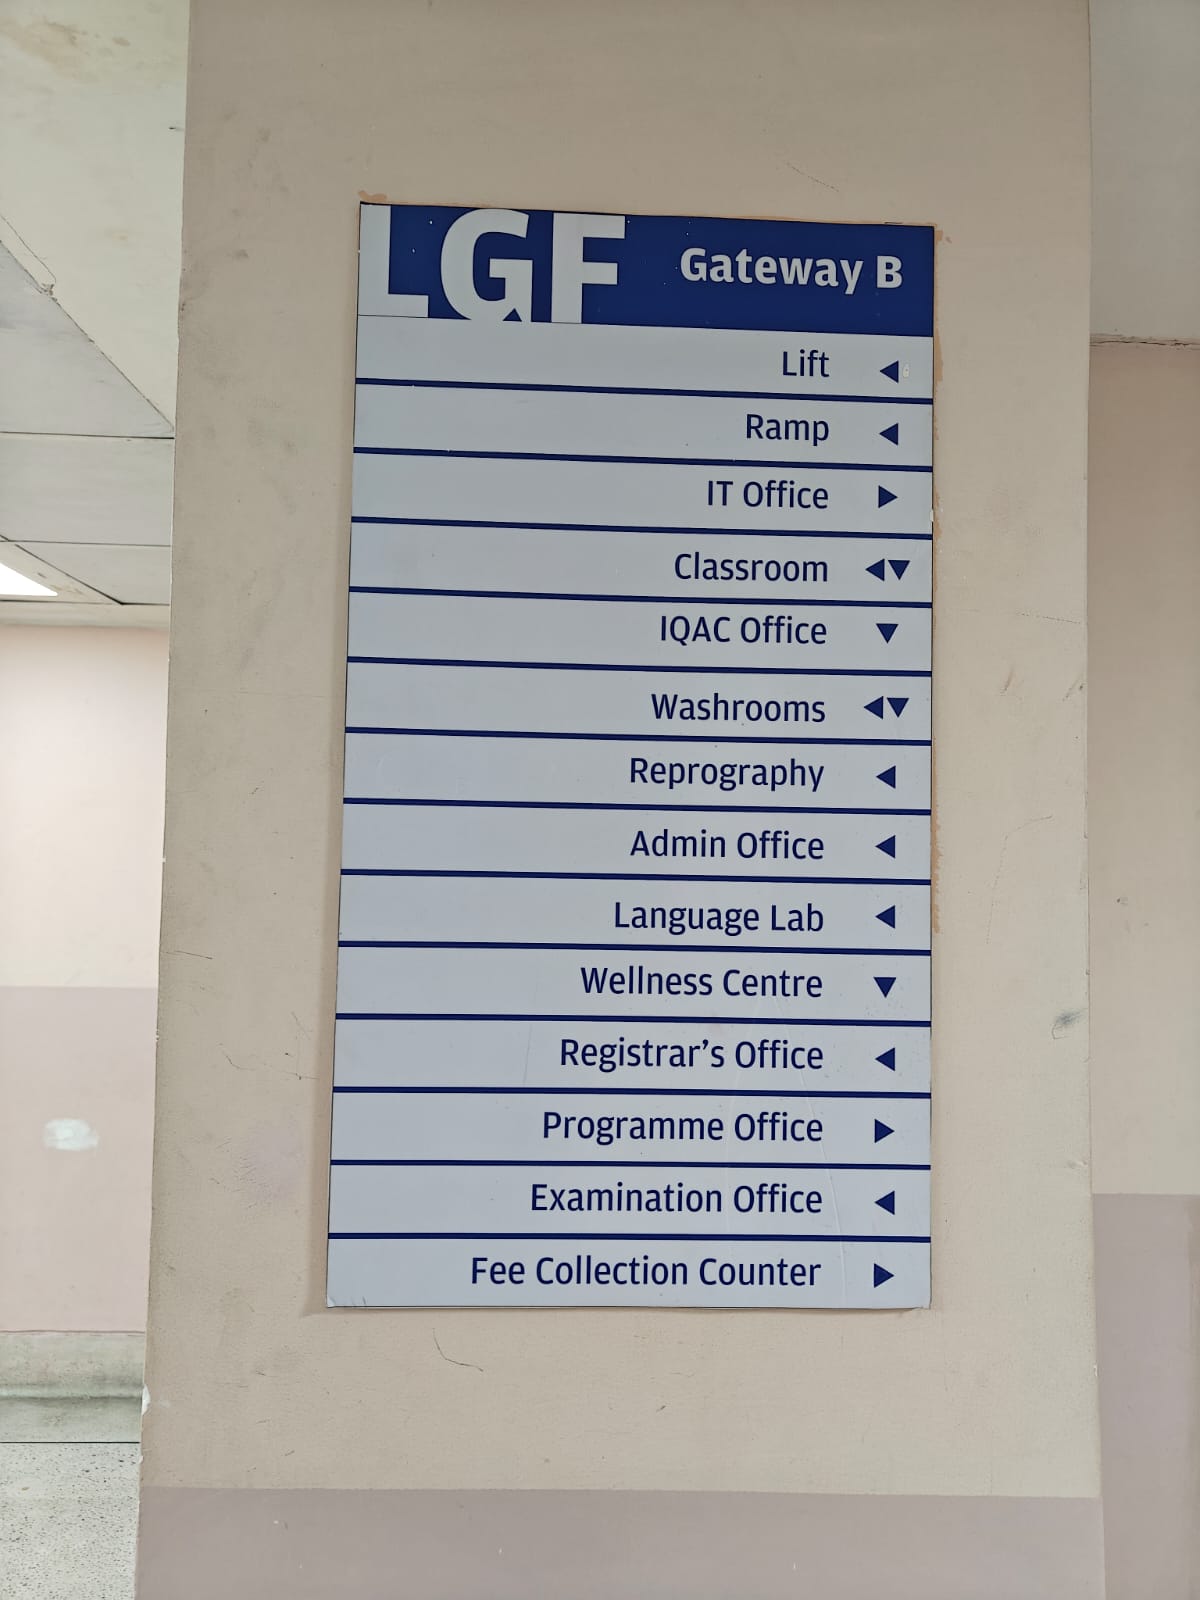 LGF Gateway B
Lift ◀
Ramp ◀
IT Office ▶
Classroom ◀▼
IQAC Office ▼
Washrooms ◀▼
Reprography ◀
Admin Office ◀
Language Lab ◀
Wellness Centre ▼
Registrar’s Office ◀
Programme Office ▶
Examination Office ◀
Fee Collection Counter ▶